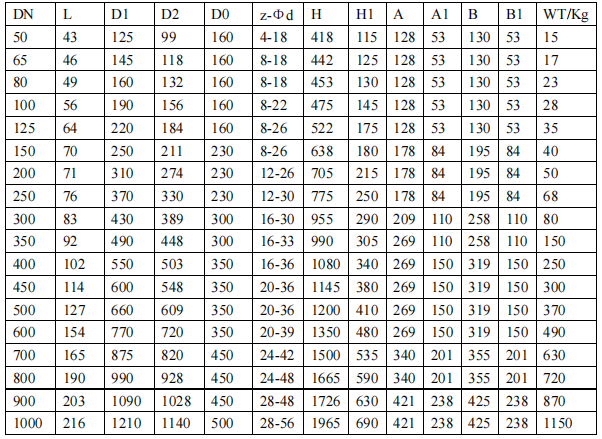 DN L D1 D2 D0 z-Φd H H1 A A1 B B1 WT/Kg
50 43 125 99 160 4-18 418 115 128 53 130 53 15
65 46 145 118 160 8-18 442 125 128 53 130 53 17
80 49 160 132 160 8-18 453 130 128 53 130 53 23
100 56 190 156 160 8-22 475 145 128 53 130 53 28
125 64 220 184 160 8-26 522 175 128 53 130 53 35
150 70 250 211 230 8-26 638 180 178 84 195 84 40
200 71 310 274 230 12-26 705 215 178 84 195 84 50
250 76 370 330 230 12-30 775 250 178 84 195 84 68
300 83 430 389 300 16-30 955 290 209 110 258 110 80
350 92 490 448 300 16-33 990 305 269 110 258 110 150
400 102 550 503 350 16-36 1080 340 269 150 319 150 250
450 114 600 548 350 20-36 1145 380 269 150 319 150 300
500 127 660 609 350 20-36 1200 410 269 150 319 150 370
600 154 770 720 350 20-39 1350 480 269 150 319 150 490
700 165 875 820 450 24-42 1500 535 340 201 355 201 630
800 190 990 928 450 24-48 1665 590 340 201 355 201 720
900 203 1090 1028 450 28-48 1726 630 421 238 425 238 870
1000 216 1210 1140 500 28-56 1965 690 421 238 425 238 1150